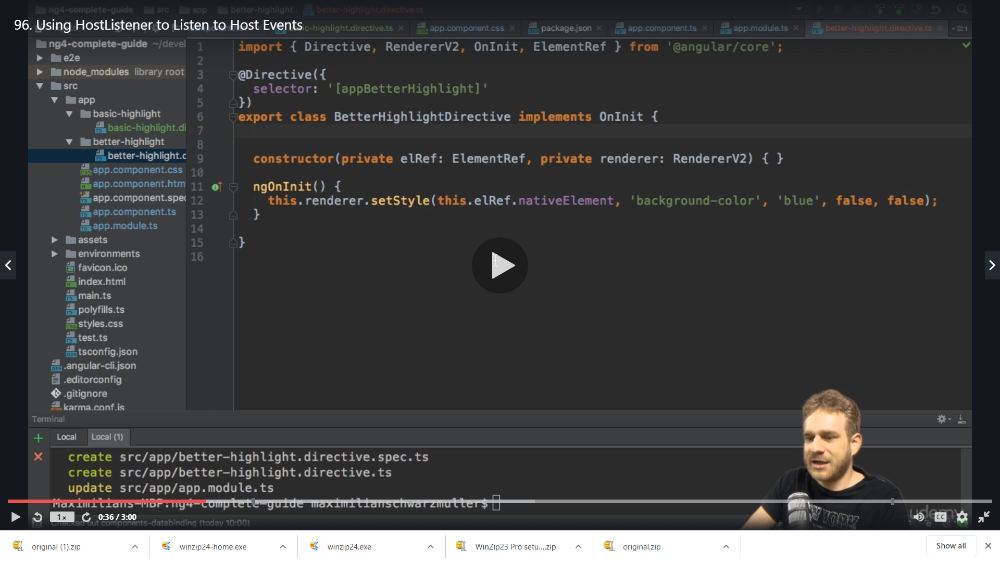 ng4-complete-guide src app better-highlight better-highlight.directive.ts
96. Using HostListener to Listen to Host Events
basic-highlight.directive.ts app.component.css package.json app.component.ts app.module.ts better-highlight.directive.ts
ng4-complete-guide ~/devel
e2e
node_modules library root
src
app
basic-highlight
basic-highlight.di
better-highlight
better-highlight.d
app.component.css
app.component.htm
app.component.spec
app.component.ts
app.module.ts
assets
environments
favicon.ico
index.html
main.ts
polyfills.ts
styles.css
test.ts
tsconfig.json
.angular-cli.json
.editorconfig
.gitignore
karma.conf.js
1 import { Directive, RendererV2, OnInit, ElementRef } from '@angular/core';
2
3 @Directive({
4 selector: '[appBetterHighlight]'
5 })
6 export class BetterHighlightDirective implements OnInit {
7
8
9 constructor(private elRef: ElementRef, private renderer: RendererV2) { }
10
11 ngOnInit() {
12 this.renderer.setStyle(this.elRef.nativeElement, 'background-color', 'blue', false, false);
13 }
14
15 }
16
Terminal
Local Local (1)
create src/app/better-highlight.directive.spec.ts
create src/app/better-highlight.directive.ts
update src/app/app.module.ts
Maximilians-MBP:ng4-complete-guide maximilianschwarzmuller$
YORK
udemy
1x 0:36 / 3:00 CC
Checked out components-databinding (today 10:00)
original (1).zip winzip24-home.exe winzip24.exe WinZip23 Pro setu....zip original.zip Show all